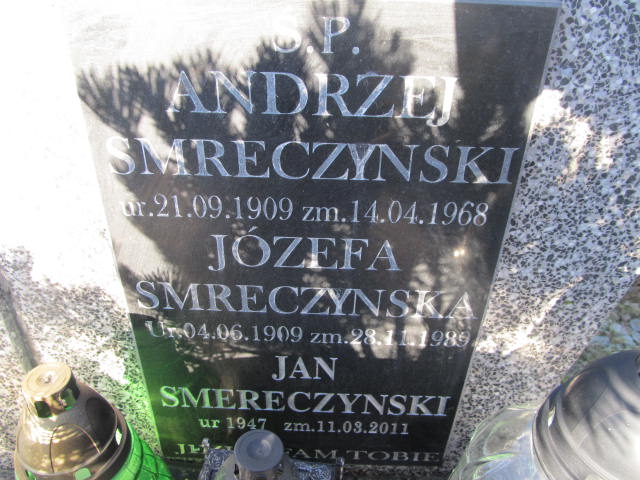 Ś.P.
ANDRZEJ
SMRECZYNSKI
ur.21.09.1909 zm.14.04.1968
JÓZEFA
SMRECZYNSKA
Ur.04.06.1909 zm.28.11.1985
JAN
SMERECZYNSKI
ur 1947 zm.11.03.2011
TOBIE